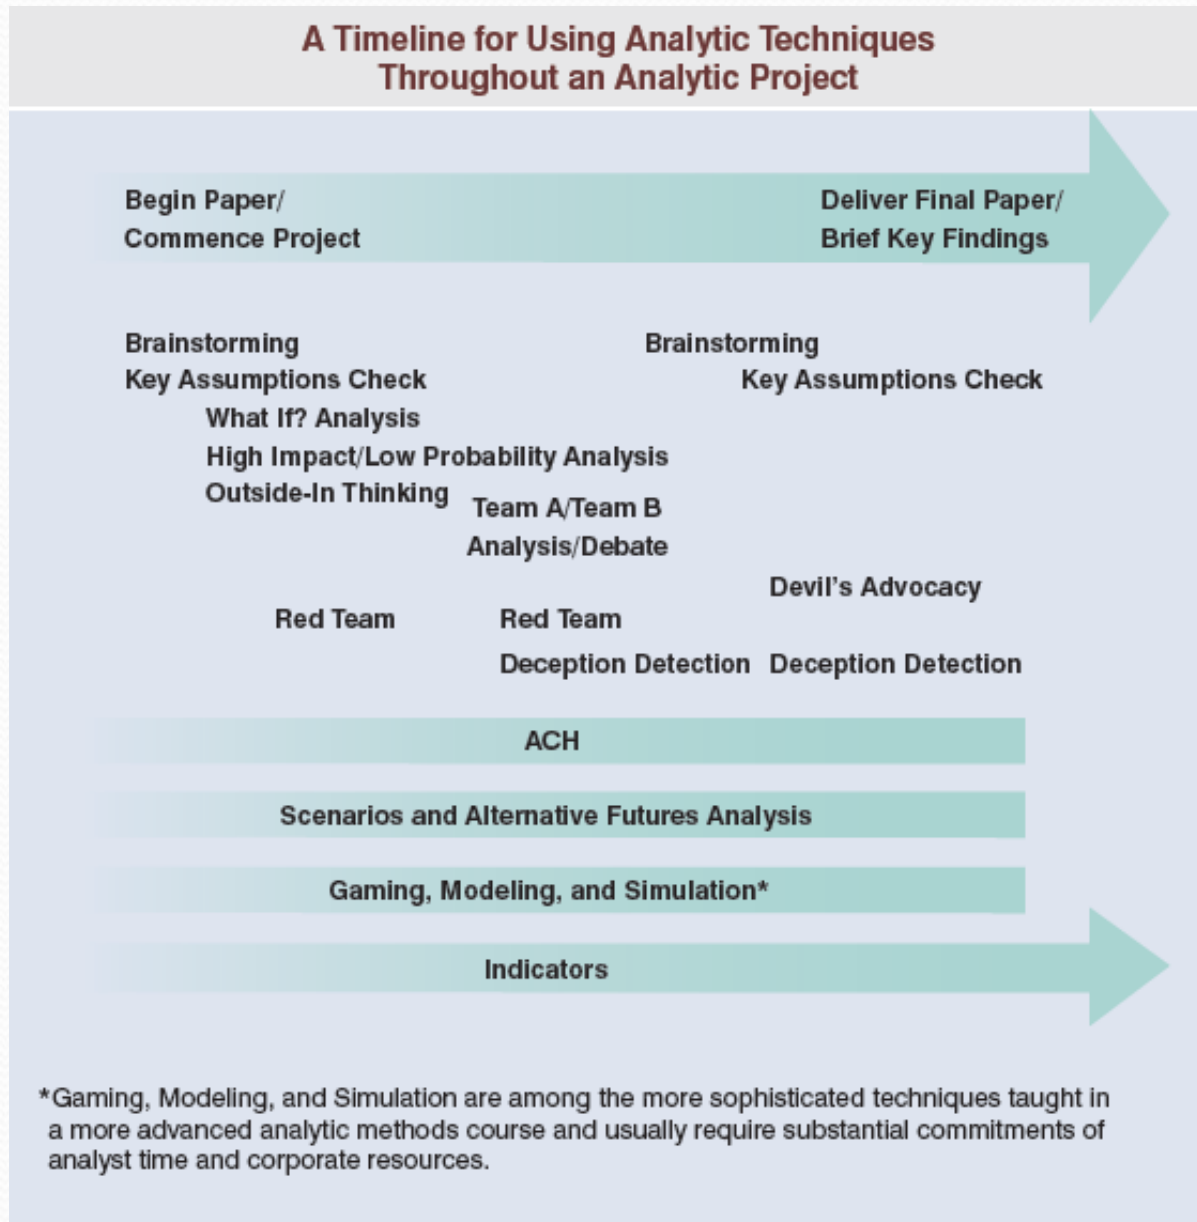 A Timeline for Using Analytic Techniques
Throughout an Analytic Project
Begin Paper/
Commence Project
Deliver Final Paper/
Brief Key Findings
Brainstorming
Brainstorming
Key Assumptions Check
Key Assumptions Check
What If? Analysis
High Impact/Low Probability Analysis
Outside-In Thinking
Team A/Team B
Analysis/Debate
Devil's Advocacy
Red Team
Red Team
Deception Detection
Deception Detection
ACH
Scenarios and Alternative Futures Analysis
Gaming, Modeling, and Simulation*
Indicators
*Gaming, Modeling, and Simulation are among the more sophisticated techniques taught in
a more advanced analytic methods course and usually require substantial commitments of
analyst time and corporate resources.